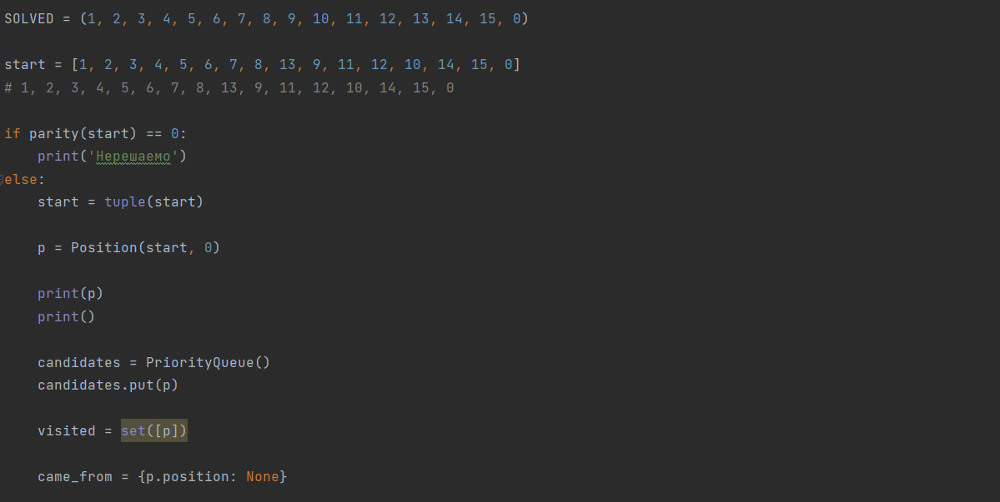 SOLVED = (1, 2, 3, 4, 5, 6, 7, 8, 9, 10, 11, 12, 13, 14, 15, 0)
start = [1, 2, 3, 4, 5, 6, 7, 8, 13, 9, 11, 12, 10, 14, 15, 0]
# 1, 2, 3, 4, 5, 6, 7, 8, 13, 9, 11, 12, 10, 14, 15, 0
if parity(start) == 0:
    print('Нерешаемо')
else:
    start = tuple(start)
    p = Position(start, 0)
    print(p)
    print()
    candidates = PriorityQueue()
    candidates.put(p)
    visited = set([p])
    came_from = {p.position: None}